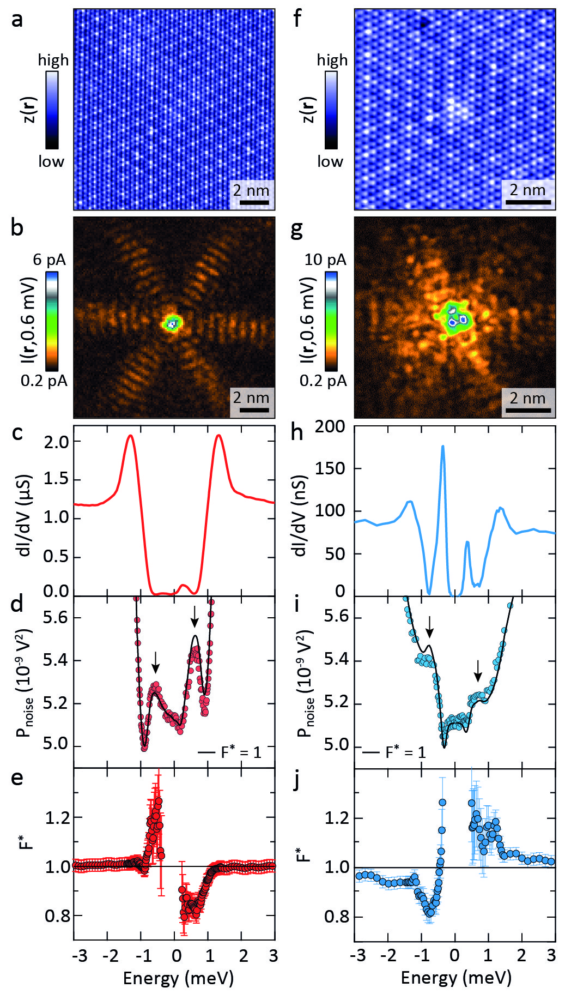 a
high
z(r)
low
2 nm
f
high
z(r)
low
2 nm
b
6 pA
I(r,0.6 mV)
0.2 pA
2 nm
g
10 pA
I(r,0.6 mV)
0.2 pA
2 nm
c
2.0
1.5
1.0
0.5
0.0
dI/dV (µS)
h
200
150
100
50
0
dI/dV (nS)
d
5.6
5.4
5.2
5.0
Pnoise (10-9 V2)
F* = 1
i
5.6
5.4
5.2
5.0
Pnoise (10-9 V2)
F* = 1
e
1.2
1.0
0.8
F*
-3 -2 -1 0 1 2 3
Energy (meV)
j
1.2
1.0
0.8
F*
-3 -2 -1 0 1 2 3
Energy (meV)